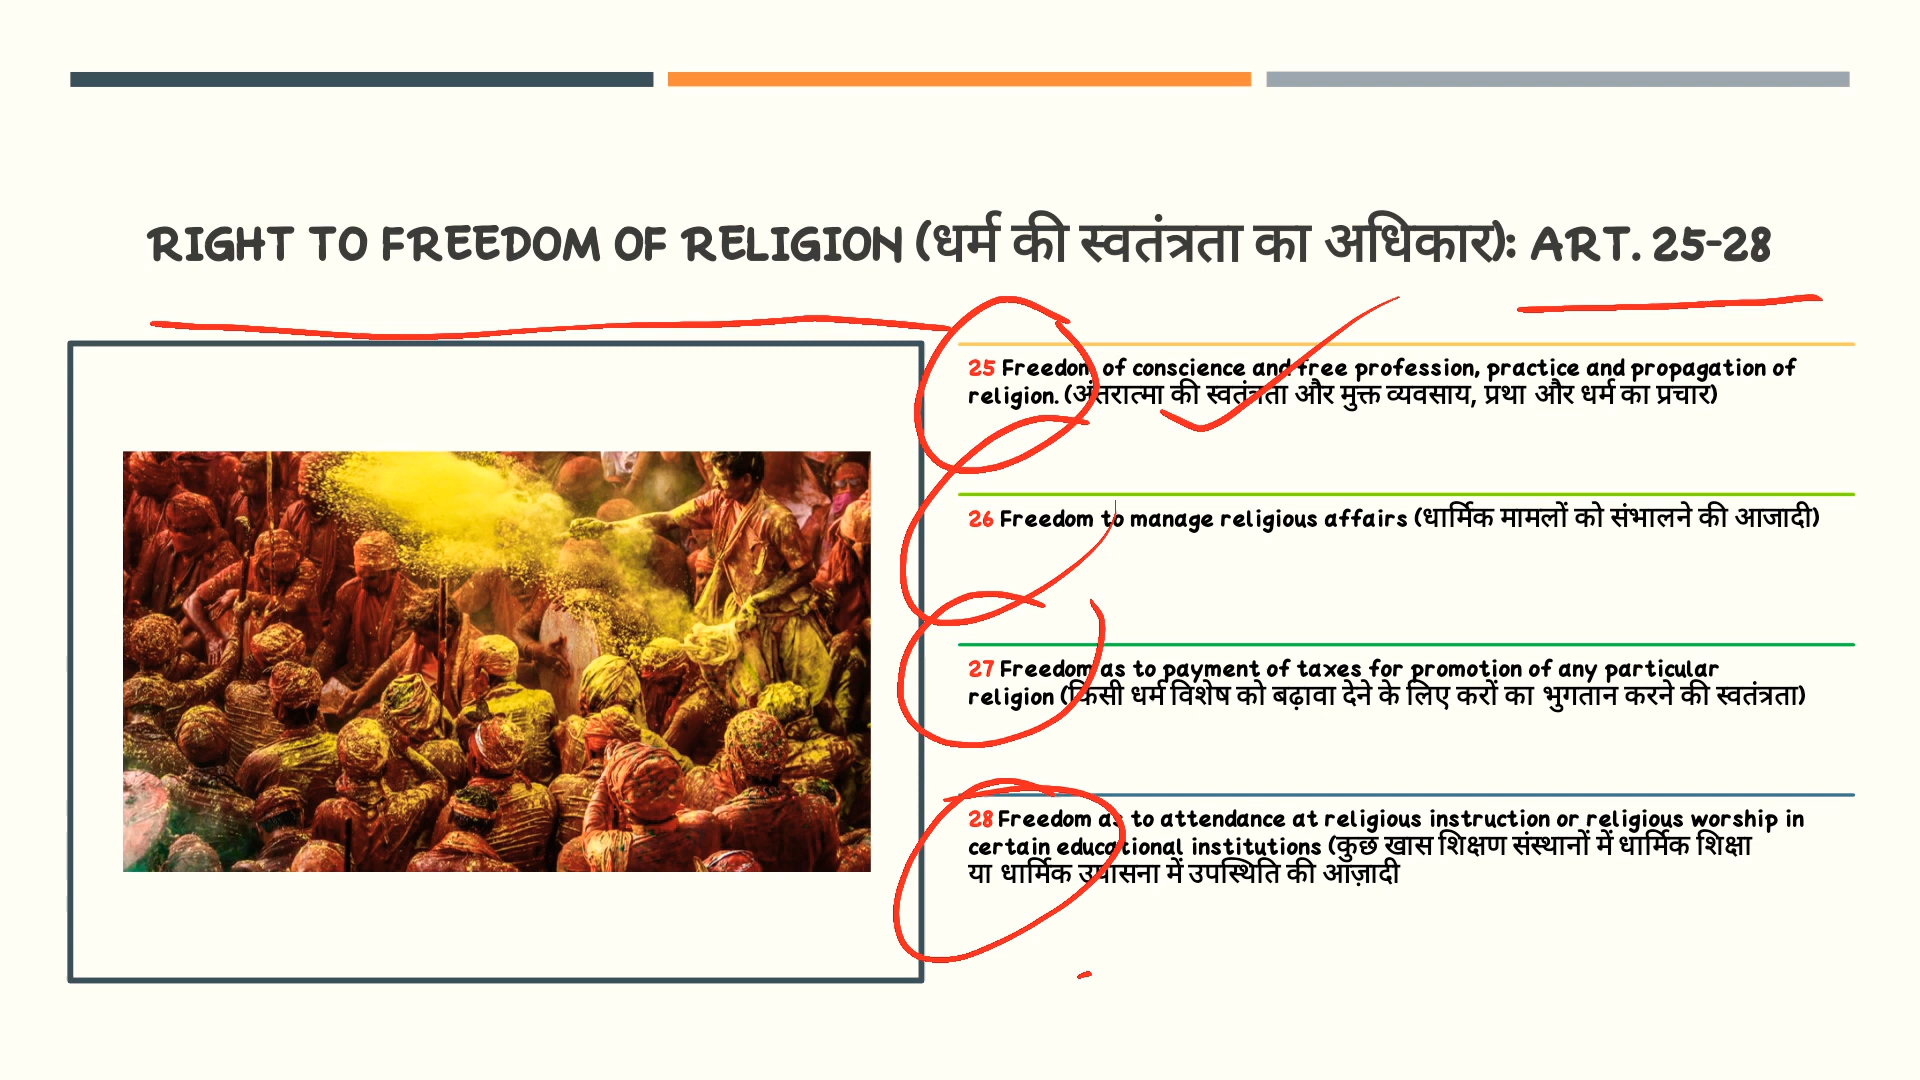 RIGHT TO FREEDOM OF RELIGION (धर्म की स्वतंत्रता का अधिकार): ART. 25-28
25 Freedom of conscience and free profession, practice and propagation of
religion. (अंतरात्मा की स्वतंत्रता और मुक्त व्यवसाय, प्रथा और धर्म का प्रचार)
26 Freedom to manage religious affairs (धार्मिक मामलों को संभालने की आजादी)
27 Freedom as to payment of taxes for promotion of any particular
religion (किसी धर्म विशेष को बढ़ावा देने के लिए करों का भुगतान करने की स्वतंत्रता)
28 Freedom as to attendance at religious instruction or religious worship in
certain educational institutions (कुछ खास शिक्षण संस्थानों में धार्मिक शिक्षा
या धार्मिक उपासना में उपस्थिति की आज़ादी